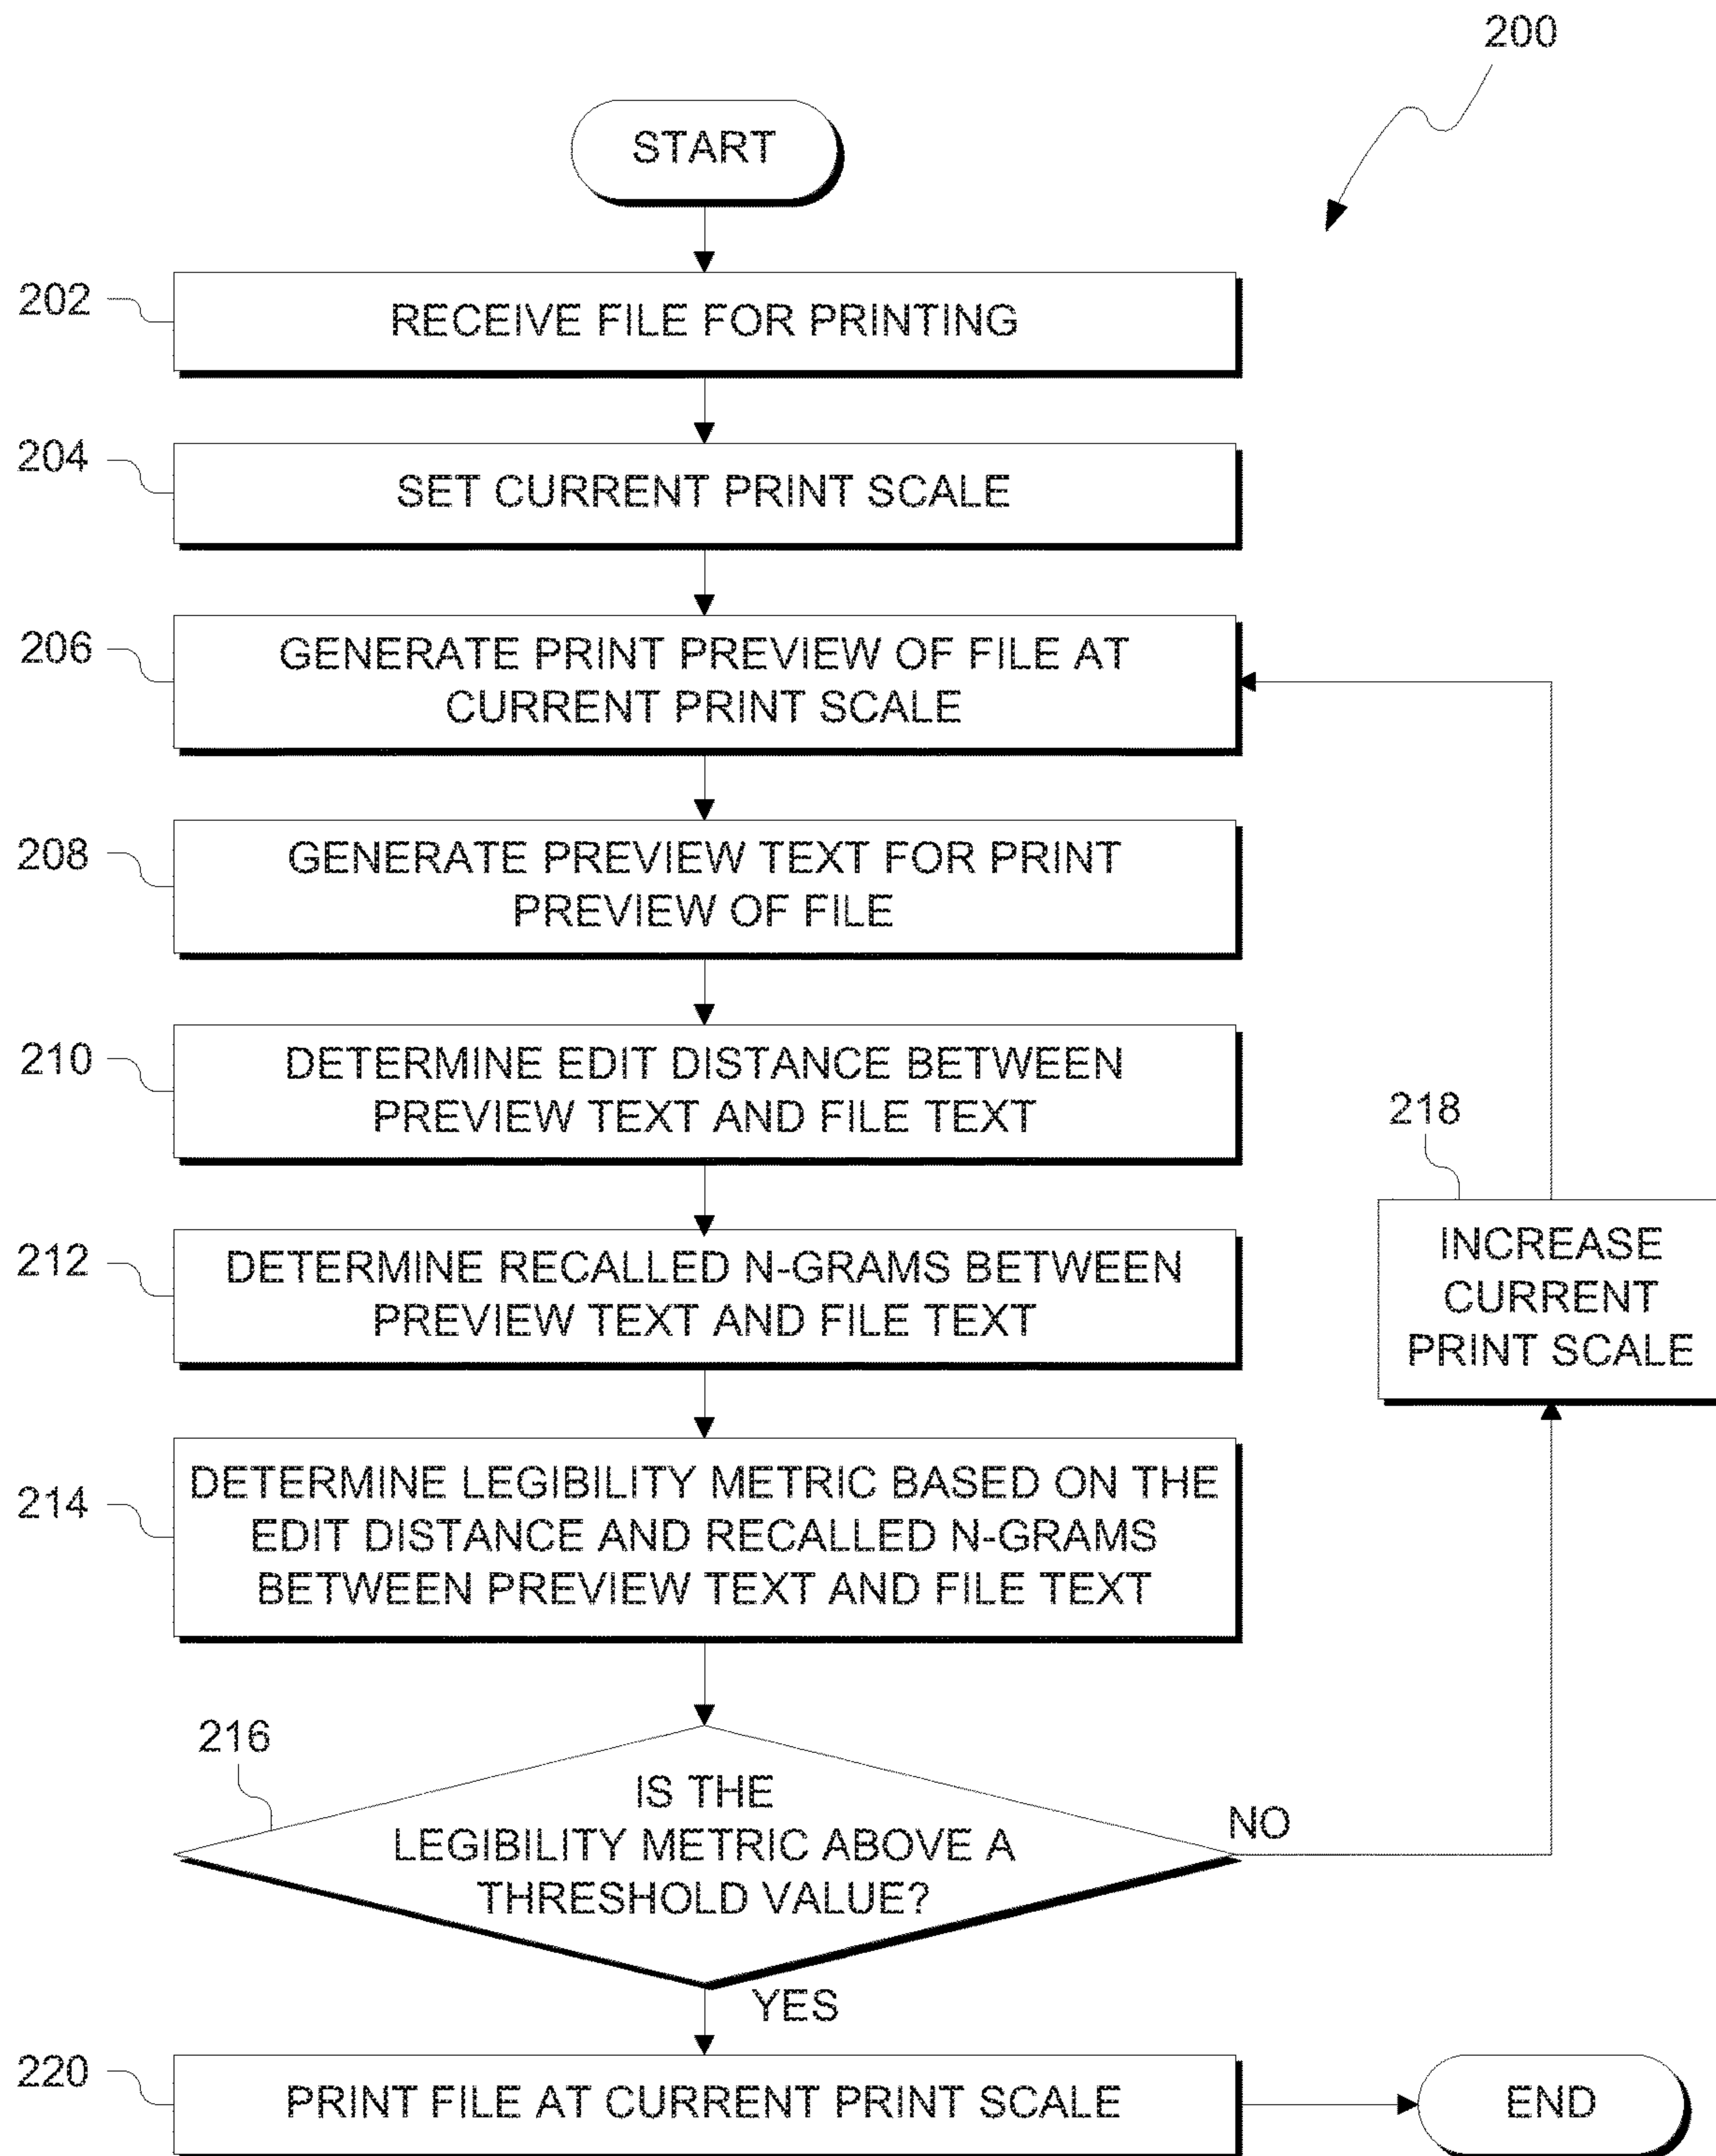 200
START
202
RECEIVE FILE FOR PRINTING
204
SET CURRENT PRINT SCALE
206
GENERATE PRINT PREVIEW OF FILE AT
CURRENT PRINT SCALE
208
GENERATE PREVIEW TEXT FOR PRINT
PREVIEW OF FILE
210
DETERMINE EDIT DISTANCE BETWEEN
PREVIEW TEXT AND FILE TEXT
212
DETERMINE RECALLED N-GRAMS BETWEEN
PREVIEW TEXT AND FILE TEXT
214
DETERMINE LEGIBILITY METRIC BASED ON THE
EDIT DISTANCE AND RECALLED N-GRAMS
BETWEEN PREVIEW TEXT AND FILE TEXT
216
IS THE
LEGIBILITY METRIC ABOVE A
THRESHOLD VALUE?
NO
218
INCREASE
CURRENT
PRINT SCALE
YES
220
PRINT FILE AT CURRENT PRINT SCALE
END